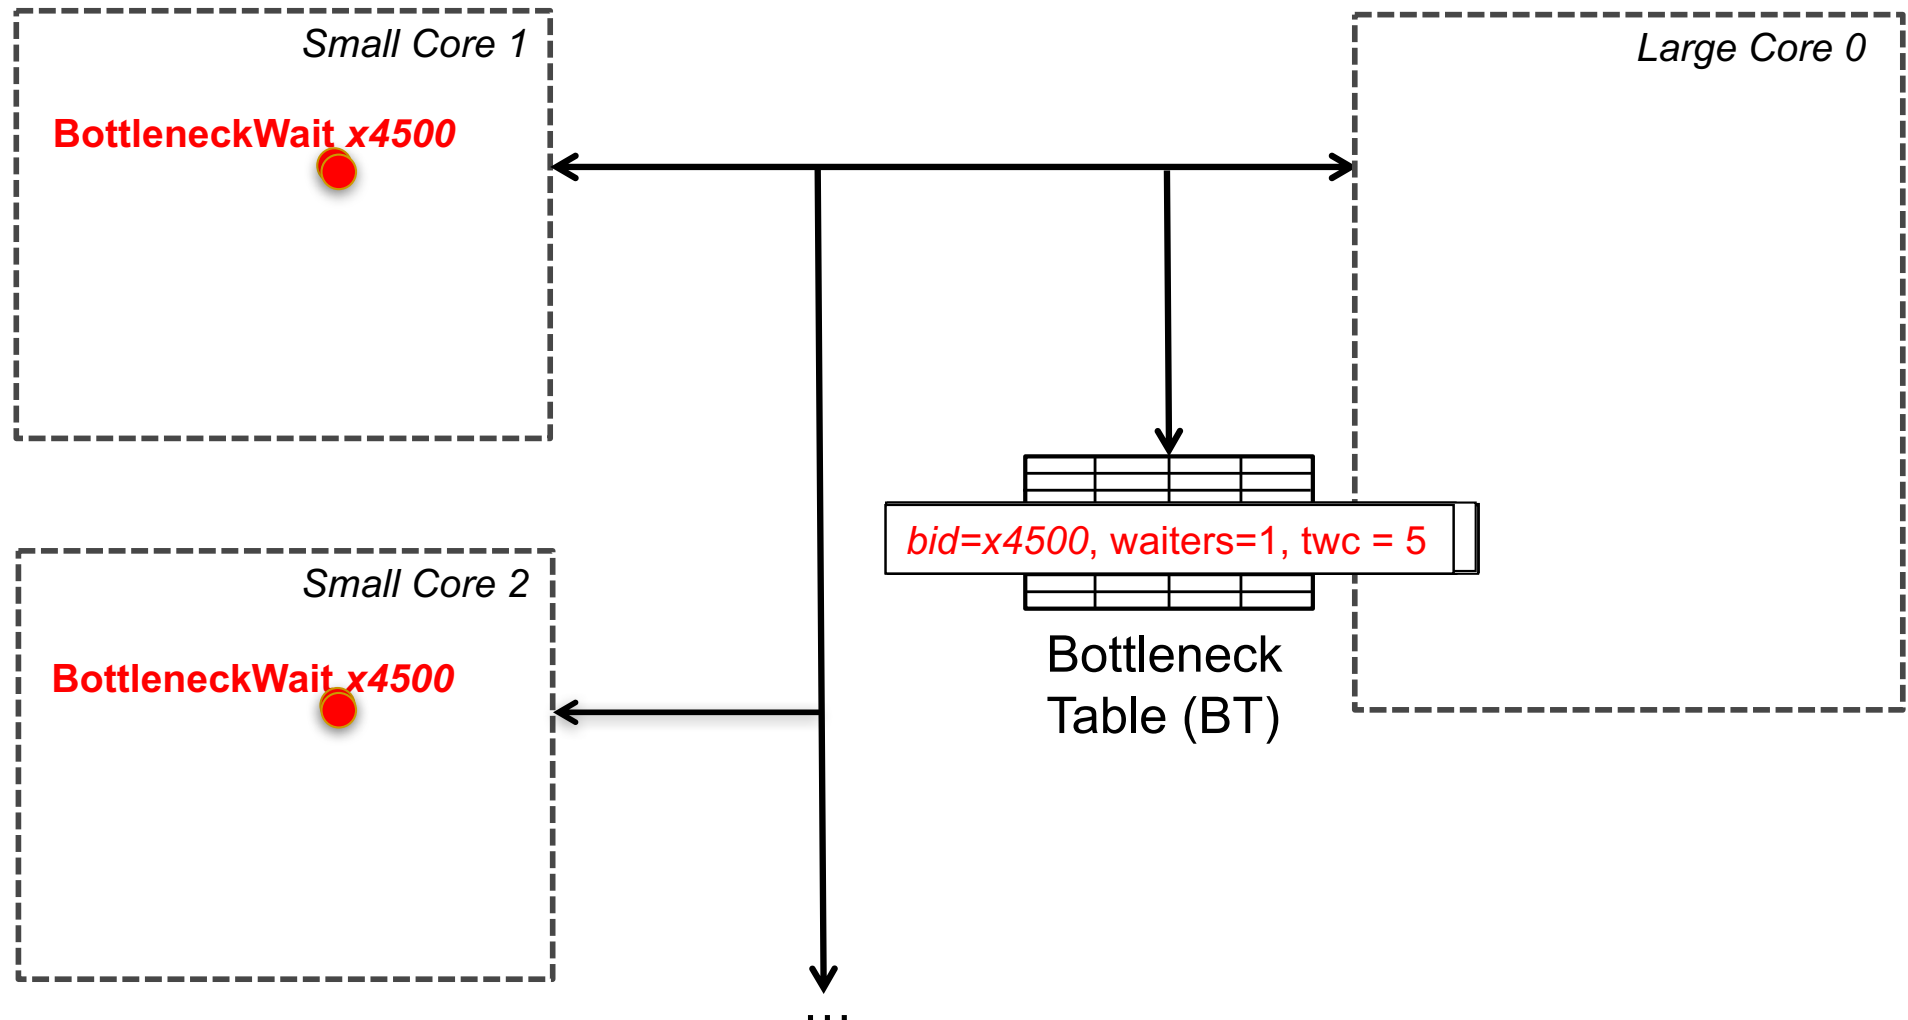 Small Core 1
Large Core 0
BottleneckWait x4500
bid=x4500, waiters=1, twc = 5
Small Core 2
Bottleneck
Table (BT)
BottleneckWait x4500
...